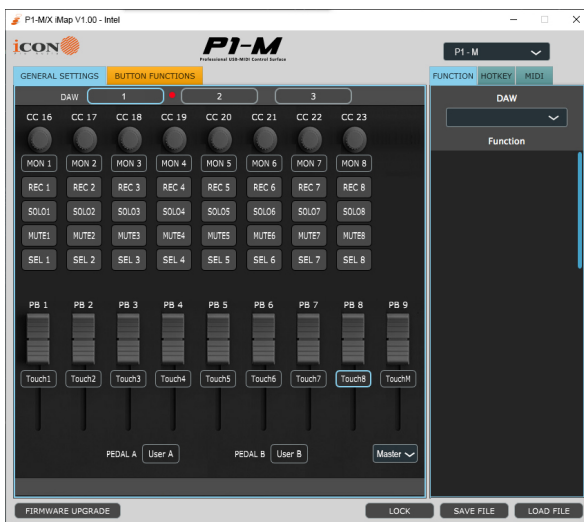 P1-M/X iMap V1.00 - Intel
iCON
P1-M
Professional USB-MIDI Control Surface
P1 - M
GENERAL SETTINGS BUTTON FUNCTIONS
FUNCTION HOTKEY MIDI
DAW 1 2 3
DAW
Function
CC 16 CC 17 CC 18 CC 19 CC 20 CC 21 CC 22 CC 23
MON 1 MON 2 MON 3 MON 4 MON 5 MON 6 MON 7 MON 8
REC 1 REC 2 REC 3 REC 4 REC 5 REC 6 REC 7 REC 8
SOLO1 SOLO2 SOLO3 SOLO4 SOLO5 SOLO6 SOLO7 SOLO8
MUTE1 MUTE2 MUTE3 MUTE4 MUTE5 MUTE6 MUTE7 MUTE8
SEL 1 SEL 2 SEL 3 SEL 4 SEL 5 SEL 6 SEL 7 SEL 8
PB 1 PB 2 PB 3 PB 4 PB 5 PB 6 PB 7 PB 8 PB 9
Touch1 Touch2 Touch3 Touch4 Touch5 Touch6 Touch7 Touch8 TouchM
PEDAL A User A PEDAL B User B Master
FIRMWARE UPGRADE LOCK SAVE FILE LOAD FILE